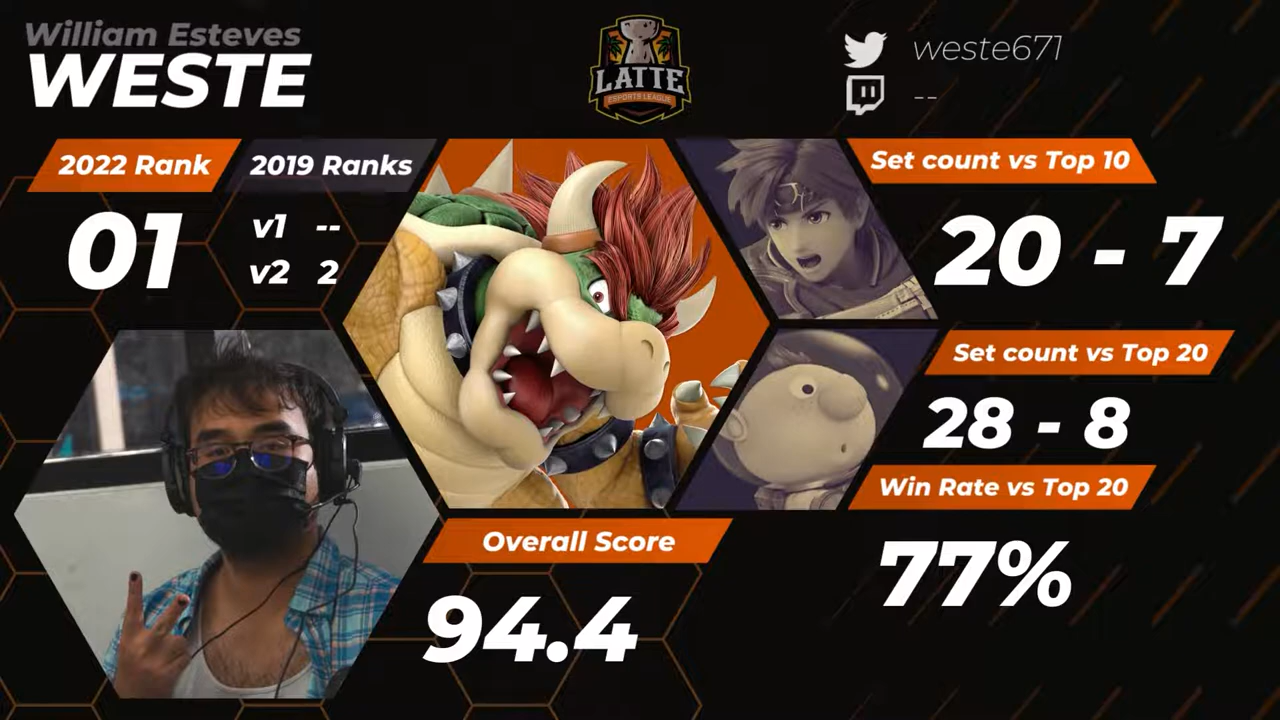 William Esteves
WESTE
LATTE
ESPORTS LEAGUE
weste671
--
2022 Rank
2019 Ranks
01
v1 --
v2 2
Set count vs Top 10
20 - 7
Set count vs Top 20
28 - 8
Win Rate vs Top 20
77%
Overall Score
94.4